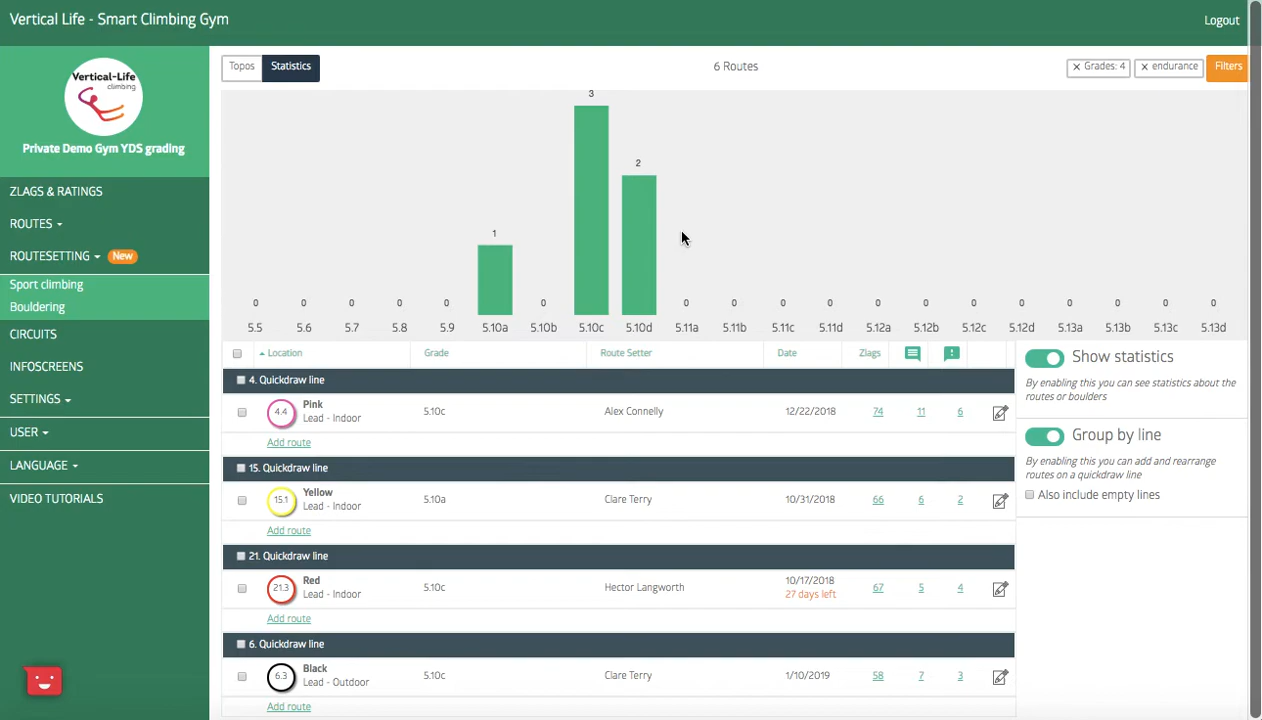 Vertical Life - Smart Climbing Gym
Logout
Vertical-Life
climbing
Private Demo Gym YDS grading
ZLAGS & RATINGS
ROUTES
ROUTESETTING New
Sport climbing
Bouldering
CIRCUITS
INFOSCREENS
SETTINGS
USER
LANGUAGE
VIDEO TUTORIALS
Topos Statistics 6 Routes × Grades: 4 × endurance Filters
3
2
1
0 0 0 0 0 0 0 0 0 0 0 0 0 0 0 0 0 0
5.5 5.6 5.7 5.8 5.9 5.10a 5.10b 5.10c 5.10d 5.11a 5.11b 5.11c 5.11d 5.12a 5.12b 5.12c 5.12d 5.13a 5.13b 5.13c 5.13d
Location Grade Route Setter Date Zlags
4. Quickdraw line
4.4 Pink 5.10c Alex Connelly 12/22/2018 74 11 6
Lead - Indoor
Add route
15. Quickdraw line
15.1 Yellow 5.10a Clare Terry 10/31/2018 66 6 2
Lead - Indoor
Add route
21. Quickdraw line
21.3 Red 5.10c Hector Langworth 10/17/2018 67 5 4
Lead - Indoor 27 days left
Add route
6. Quickdraw line
6.3 Black 5.10c Clare Terry 1/10/2019 58 7 3
Lead - Outdoor
Add route
Show statistics
By enabling this you can see statistics about the
routes or boulders
Group by line
By enabling this you can add and rearrange
routes on a quickdraw line
Also include empty lines